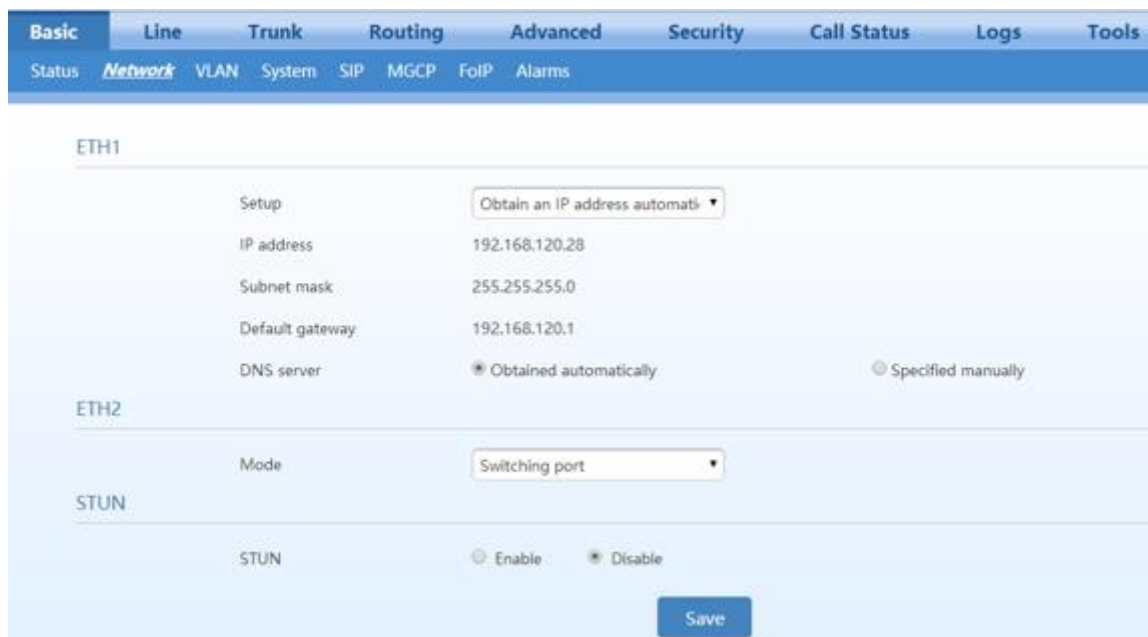 Basic Line Trunk Routing Advanced Security Call Status Logs Tools
Status Network VLAN System SIP MGCP FoIP Alarms
ETH1
Setup Obtain an IP address automati
IP address 192.168.120.28
Subnet mask 255.255.255.0
Default gateway 192.168.120.1
DNS server Obtained automatically Specified manually
ETH2
Mode Switching port
STUN
STUN Enable Disable
Save